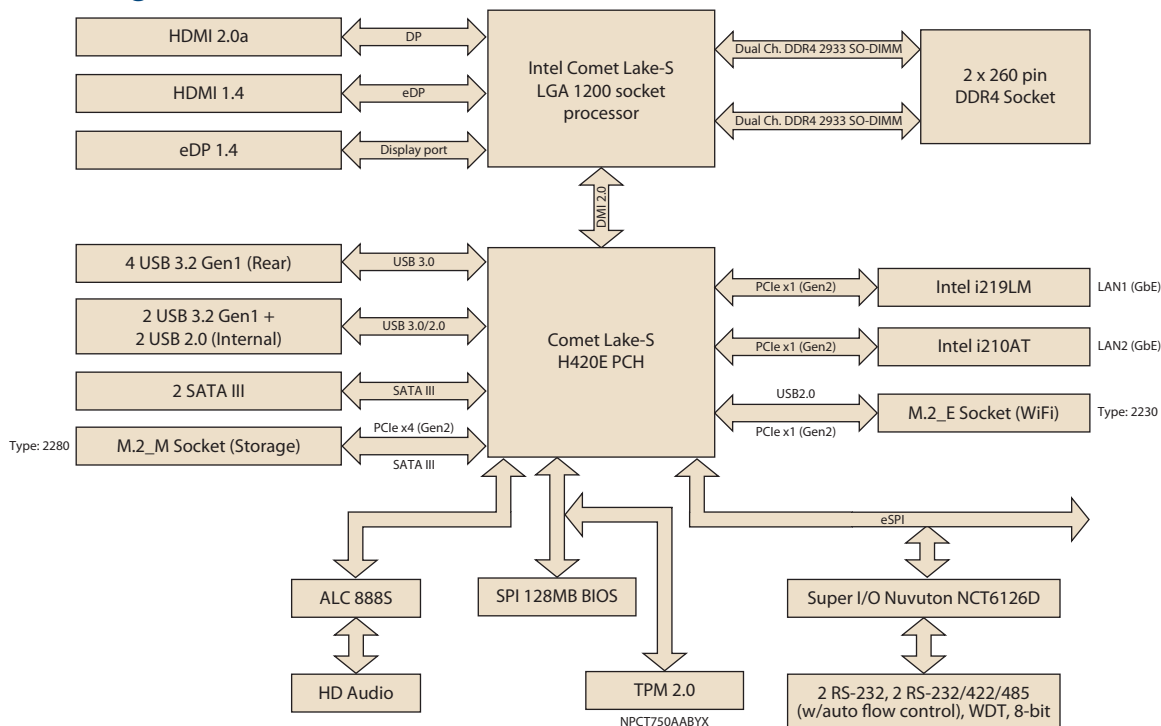 HDMI 2.0a
DP
HDMI 1.4
eDP
eDP 1.4
Display port
Intel Comet Lake-S
LGA 1200 socket
processor
Dual Ch. DDR4 2933 SO-DIMM
Dual Ch. DDR4 2933 SO-DIMM
2 x 260 pin
DDR4 Socket
DMI 2.0
4 USB 3.2 Gen1 (Rear)
USB 3.0
2 USB 3.2 Gen1 +
2 USB 2.0 (Internal)
USB 3.0/2.0
2 SATA III
SATA III
Type: 2280
M.2_M Socket (Storage)
PCIe x4 (Gen2)
SATA III
Comet Lake-S
H420E PCH
PCIe x1 (Gen2)
Intel i219LM
LAN1 (GbE)
PCIe x1 (Gen2)
Intel i210AT
LAN2 (GbE)
USB2.0
PCIe x1 (Gen2)
M.2_E Socket (WiFi)
Type: 2230
eSPI
ALC 888S
SPI 128MB BIOS
Super I/O Nuvuton NCT6126D
HD Audio
TPM 2.0
NPCT750AABYX
2 RS-232, 2 RS-232/422/485
(w/auto flow control), WDT, 8-bit